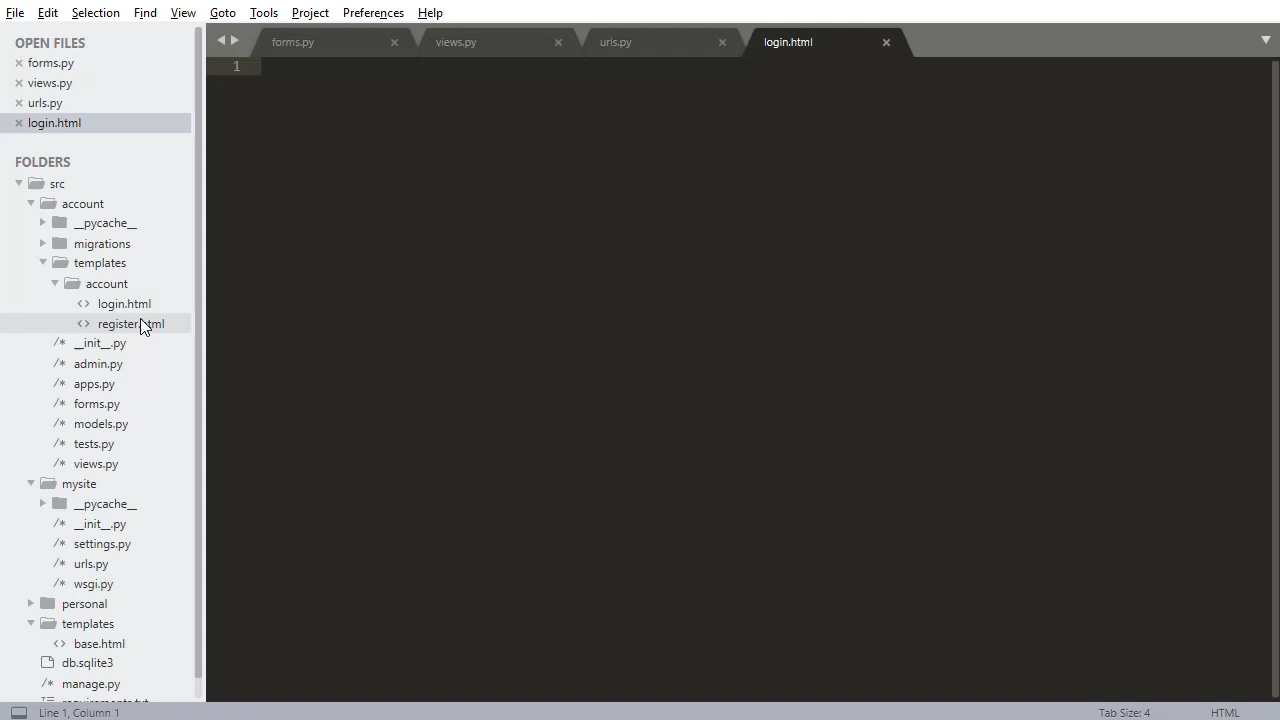 File Edit Selection Find View Goto Tools Project Preferences Help
OPEN FILES
forms.py
views.py
urls.py
login.html
FOLDERS
src
account
__pycache__
migrations
templates
account
login.html
register.html
__init__.py
admin.py
apps.py
forms.py
models.py
tests.py
views.py
mysite
__pycache__
__init__.py
settings.py
urls.py
wsgi.py
personal
templates
base.html
db.sqlite3
manage.py
requirements.txt
forms.py views.py urls.py login.html
1
Line 1, Column 1 Tab Size: 4 HTML